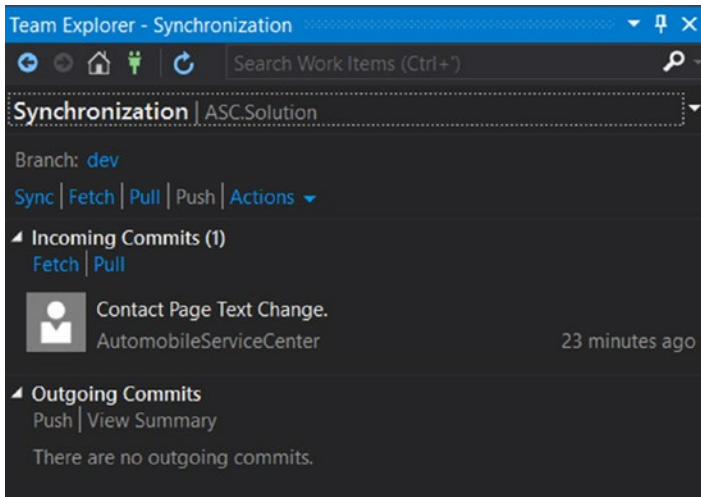 Team Explorer - Synchronization
Search Work Items (Ctrl+')
Synchronization | ASC.Solution
Branch: dev
Sync | Fetch | Pull | Push | Actions
Incoming Commits (1)
Fetch | Pull
Contact Page Text Change.
AutomobileServiceCenter 23 minutes ago
Outgoing Commits
Push | View Summary
There are no outgoing commits.